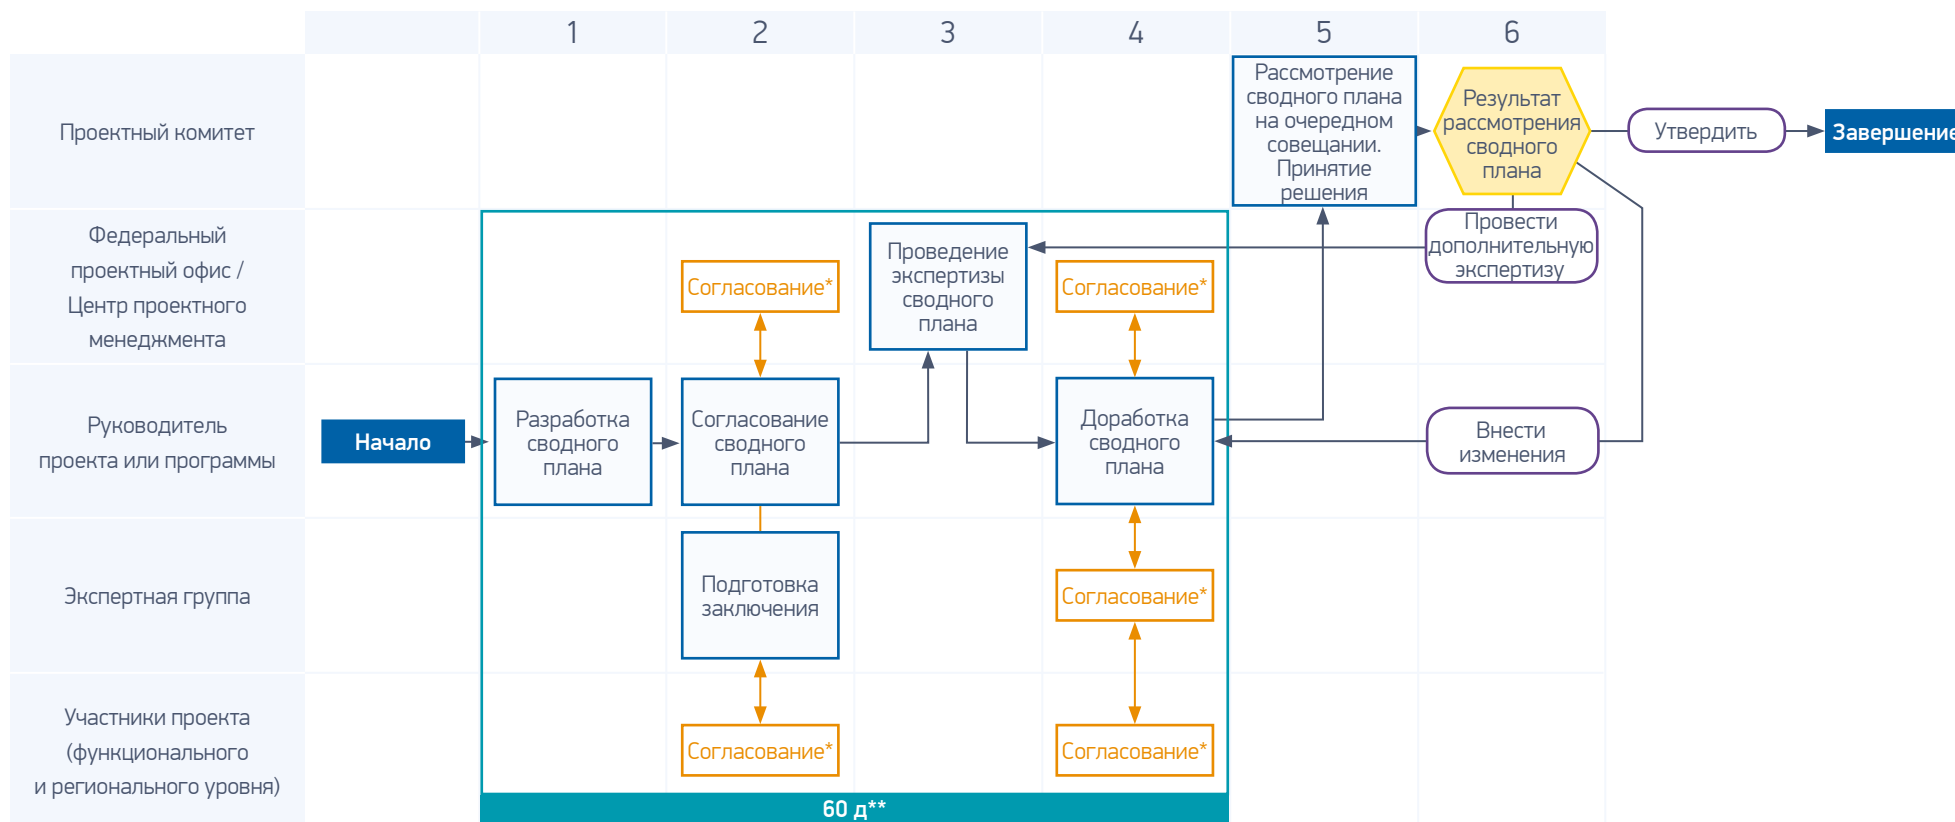 1
2
3
4
5
6
Проектный комитет
Рассмотрение
сводного плана
на очередном
совещании.
Принятие
решения
Результат
рассмотрения
сводного
плана
Утвердить
Завершение
Федеральный
проектный офис /
Центр проектного
менеджмента
Согласование*
Проведение
экспертизы
сводного
плана
Согласование*
Провести
дополнительную
экспертизу
Руководитель
проекта или программы
Начало
Разработка
сводного
плана
Согласование
сводного
плана
Доработка
сводного
плана
Внести
изменения
Экспертная группа
Подготовка
заключения
Согласование*
Участники проекта
(функционального
и регионального уровня)
Согласование*
Согласование*
60 д**